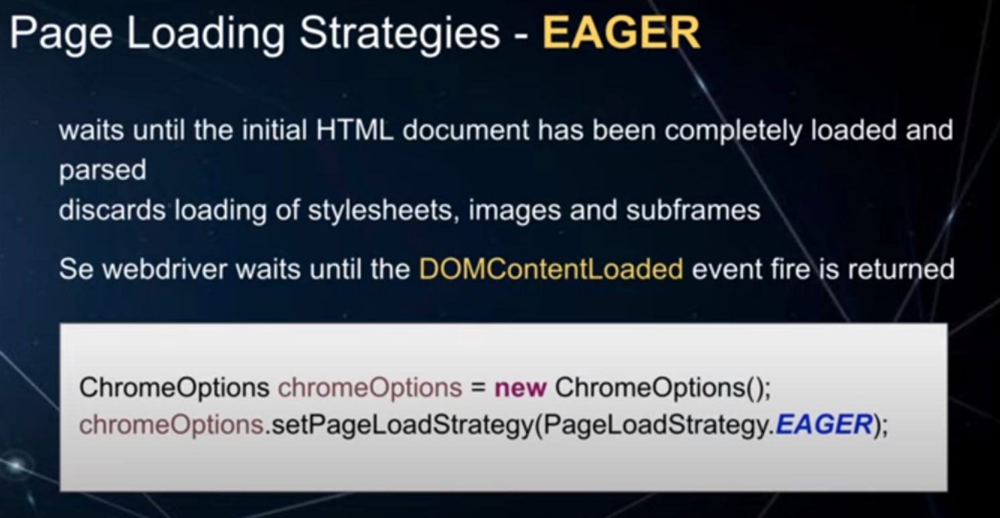 Page Loading Strategies - EAGER
waits until the initial HTML document has been completely loaded and
parsed
discards loading of stylesheets, images and subframes
Se webdriver waits until the DOMContentLoaded event fire is returned
ChromeOptions chromeOptions = new ChromeOptions();
chromeOptions.setPageLoadStrategy(PageLoadStrategy.EAGER);